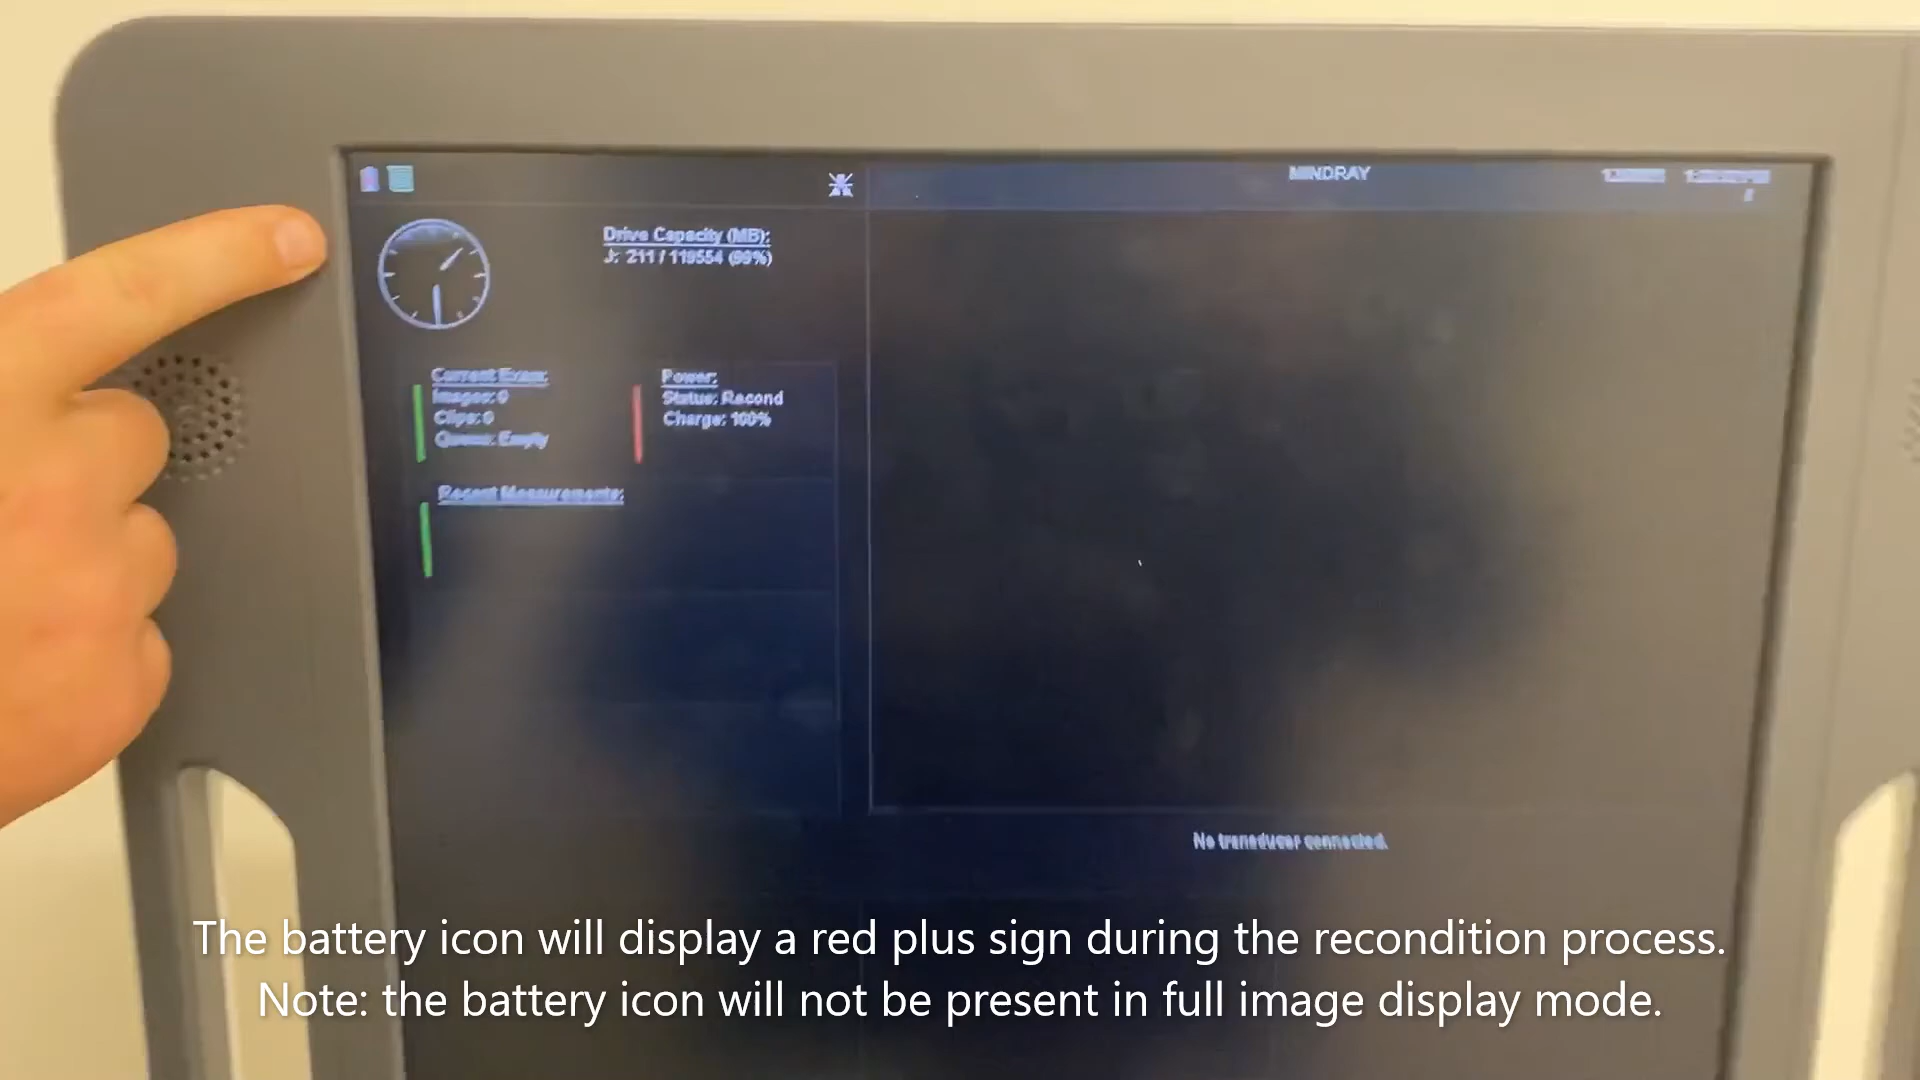 MINDRAY
Drive Capacity (MB):
J: 211 / 119554 (99%)
Current Exam:
Images: 0
Clips: 0
Queue: Empty
Power:
Status: Recond
Charge: 100%
Recent Measurements:
No transducer connected.
The battery icon will display a red plus sign during the recondition process.
Note: the battery icon will not be present in full image display mode.